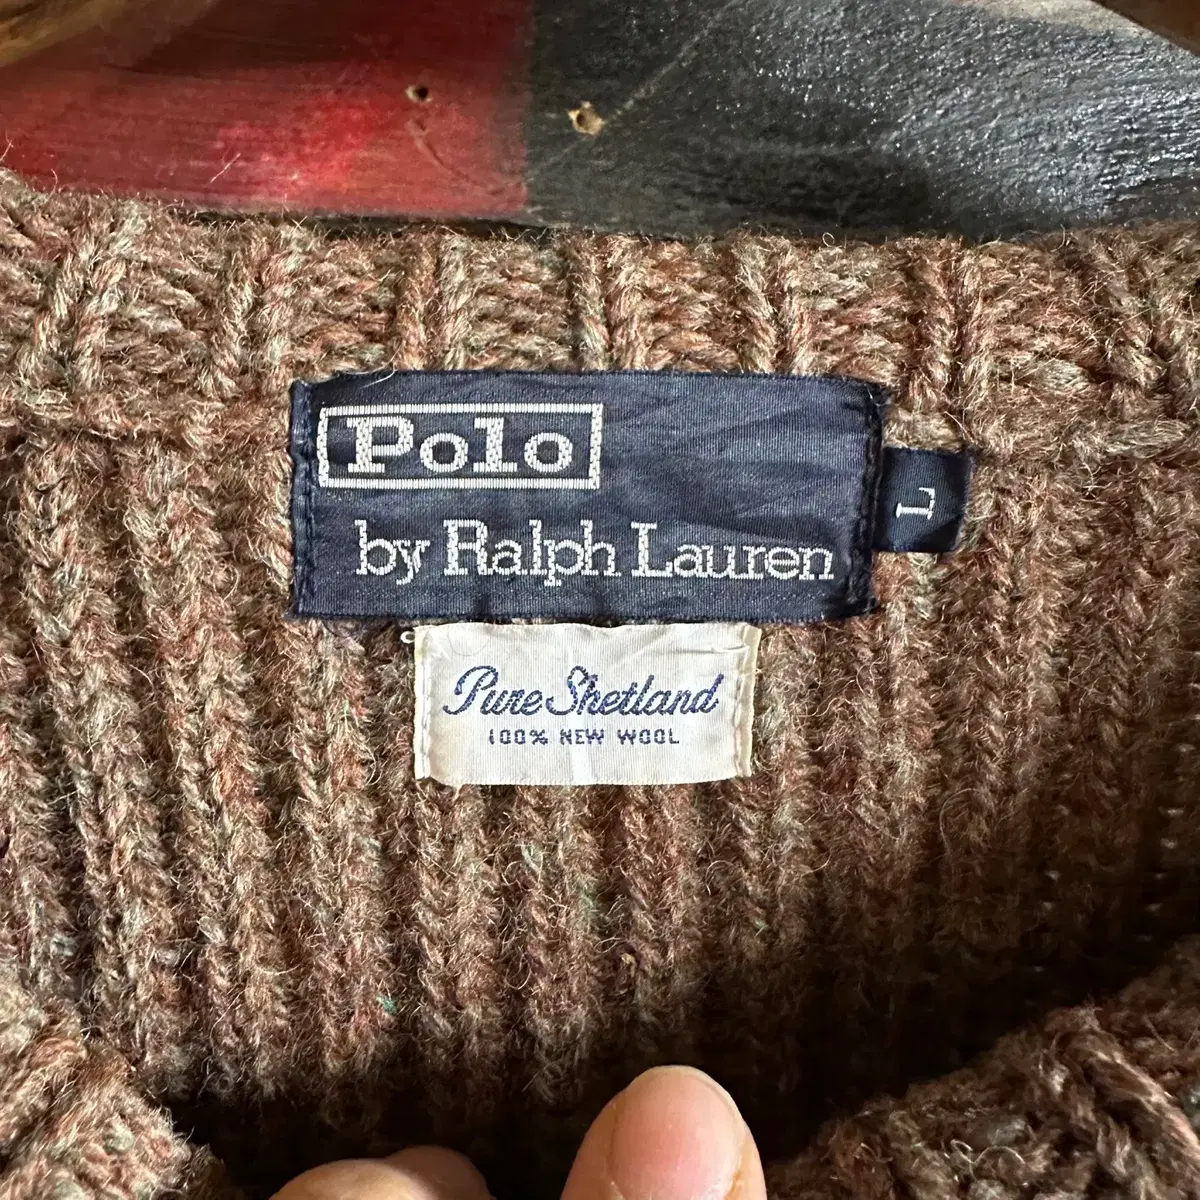 Polo
by Ralph Lauren
L
Pure Shetland
100% NEW WOOL